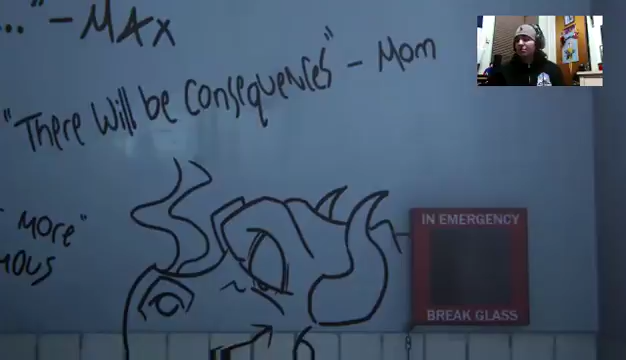 ..." - MAx
"There Will be Consequences" - Mom
MORE"
IN EMERGENCY
BREAK GLASS